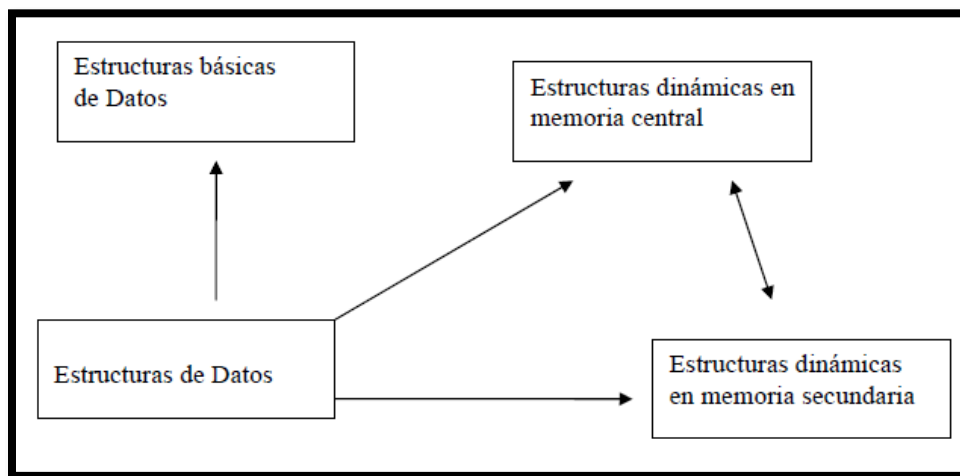 Estructuras básicas
de Datos
Estructuras dinámicas en
memoria central
Estructuras de Datos
Estructuras dinámicas
en memoria secundaria